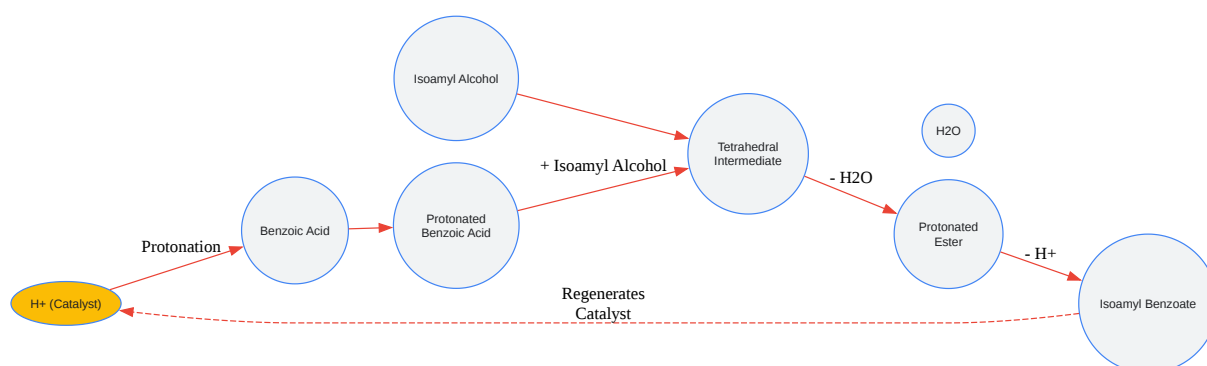 Isoamyl Alcohol
Tetrahedral
Intermediate
H2O
+ Isoamyl Alcohol
- H2O
Protonated
Benzoic Acid
Benzoic Acid
Protonated
Ester
Protonation
- H+
H+ (Catalyst)
Regenerates
Catalyst
Isoamyl Benzoate